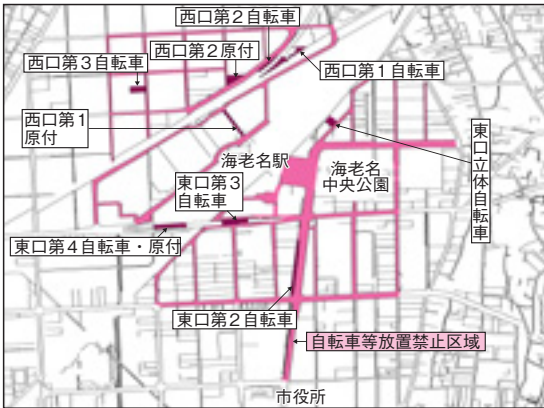 西口第2自転車
西口第2原付
西口第3自転車
西口第1自転車
西口第1
原付
海老名駅
海老名
中央公園
東口立体自転車
東口第3
自転車
東口第4自転車・原付
東口第2自転車
自転車等放置禁止区域
市役所